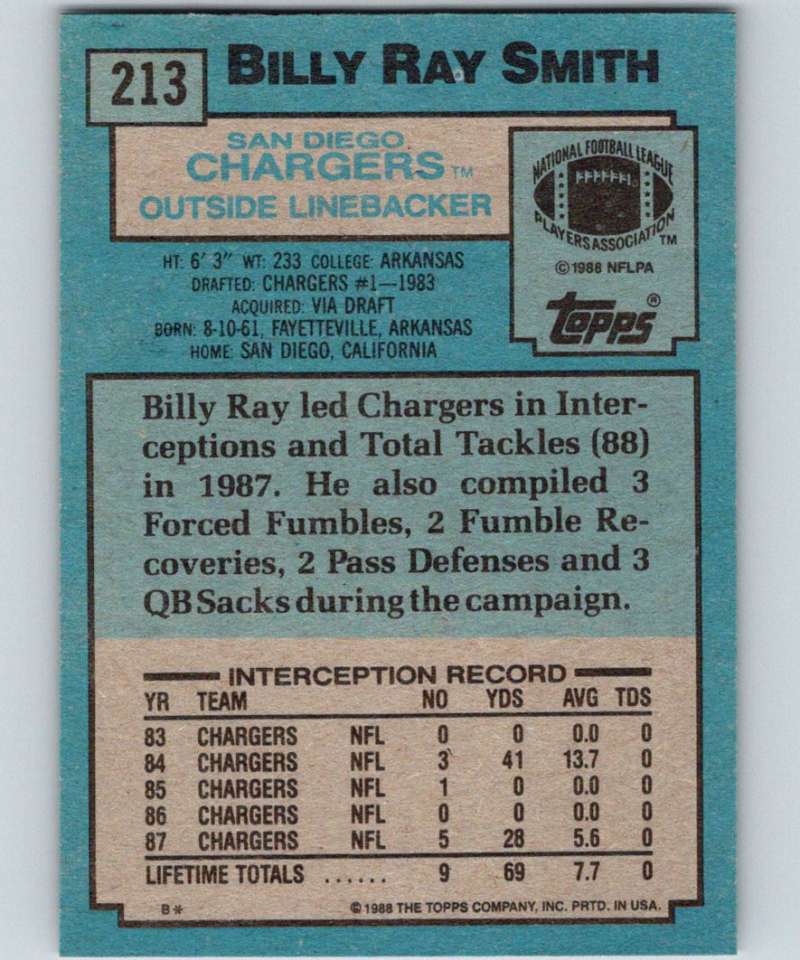 213
BILLY RAY SMITH
SAN DIEGO
CHARGERS TM
OUTSIDE LINEBACKER
NATIONAL FOOTBALL LEAGUE
PLAYERS ASSOCIATION TM
© 1988 NFLPA
TOPPS ®
HT: 6' 3" WT: 233 COLLEGE: ARKANSAS
DRAFTED: CHARGERS #1—1983
ACQUIRED: VIA DRAFT
BORN: 8-10-61, FAYETTEVILLE, ARKANSAS
HOME: SAN DIEGO, CALIFORNIA
Billy Ray led Chargers in Inter-
ceptions and Total Tackles (88)
in 1987. He also compiled 3
Forced Fumbles, 2 Fumble Re-
coveries, 2 Pass Defenses and 3
QB Sacks during the campaign.
INTERCEPTION RECORD
YR TEAM NO YDS AVG TDS
83 CHARGERS NFL 0 0 0.0 0
84 CHARGERS NFL 3 41 13.7 0
85 CHARGERS NFL 1 0 0.0 0
86 CHARGERS NFL 0 0 0.0 0
87 CHARGERS NFL 5 28 5.6 0
LIFETIME TOTALS ...... 9 69 7.7 0
B* © 1988 THE TOPPS COMPANY, INC. PRTD. IN USA.